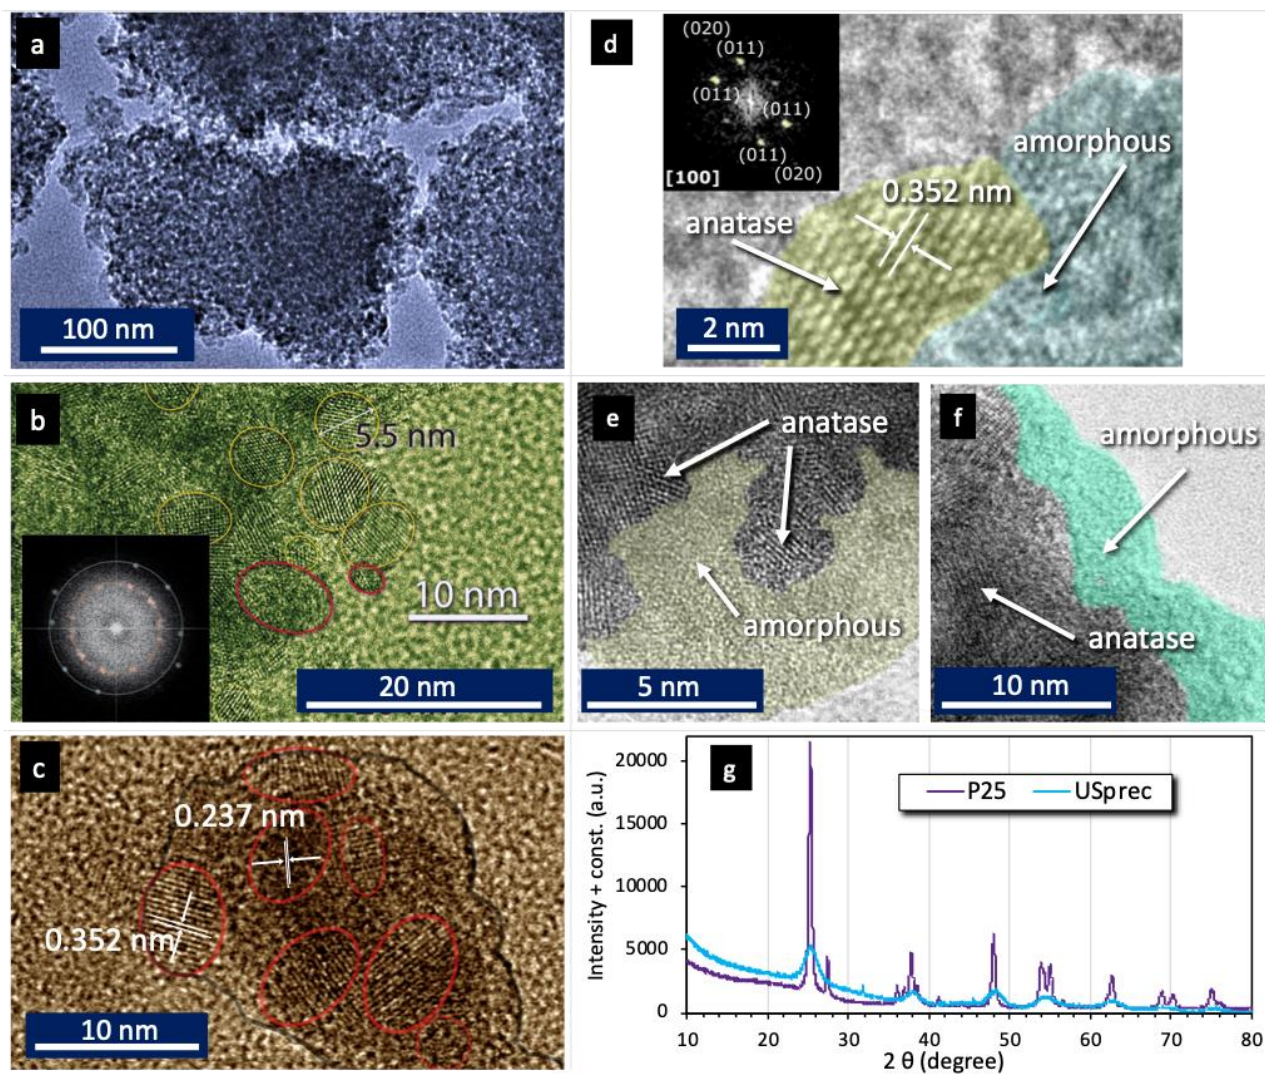 a
100 nm
b
5.5 nm
10 nm
20 nm
c
0.237 nm
0.352 nm
10 nm
d
(020)
(011)
(011)
(011)
(011)
(020)
[100]
amorphous
0.352 nm
anatase
2 nm
e
anatase
amorphous
5 nm
f
amorphous
anatase
10 nm
g
P25
USprec
Intensity + const. (a.u.)
20000
15000
10000
5000
0
10 20 30 40 50 60 70 80
2 θ (degree)